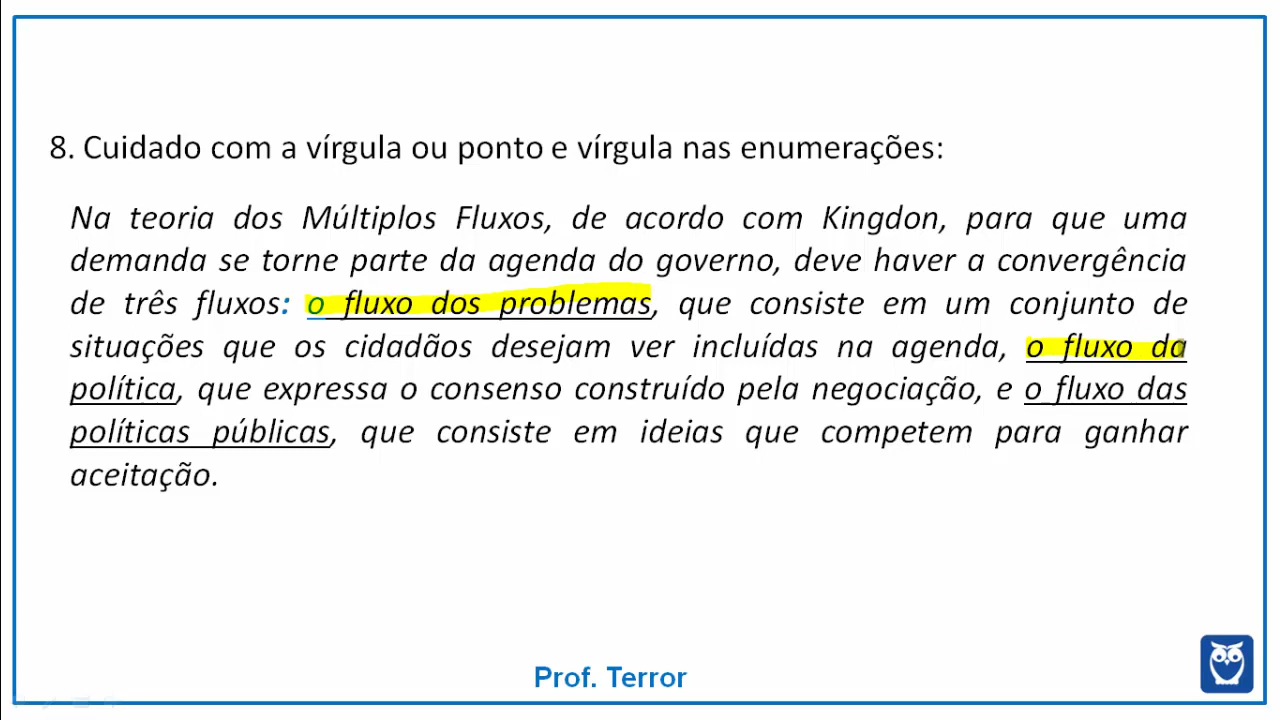 8. Cuidado com a vírgula ou ponto e vírgula nas enumerações:
Na teoria dos Múltiplos Fluxos, de acordo com Kingdon, para que uma
demanda se torne parte da agenda do governo, deve haver a convergência
de três fluxos: o fluxo dos problemas, que consiste em um conjunto de
situações que os cidadãos desejam ver incluídas na agenda, o fluxo da
política, que expressa o consenso construído pela negociação, e o fluxo das
políticas públicas, que consiste em ideias que competem para ganhar
aceitação.
Prof. Terror